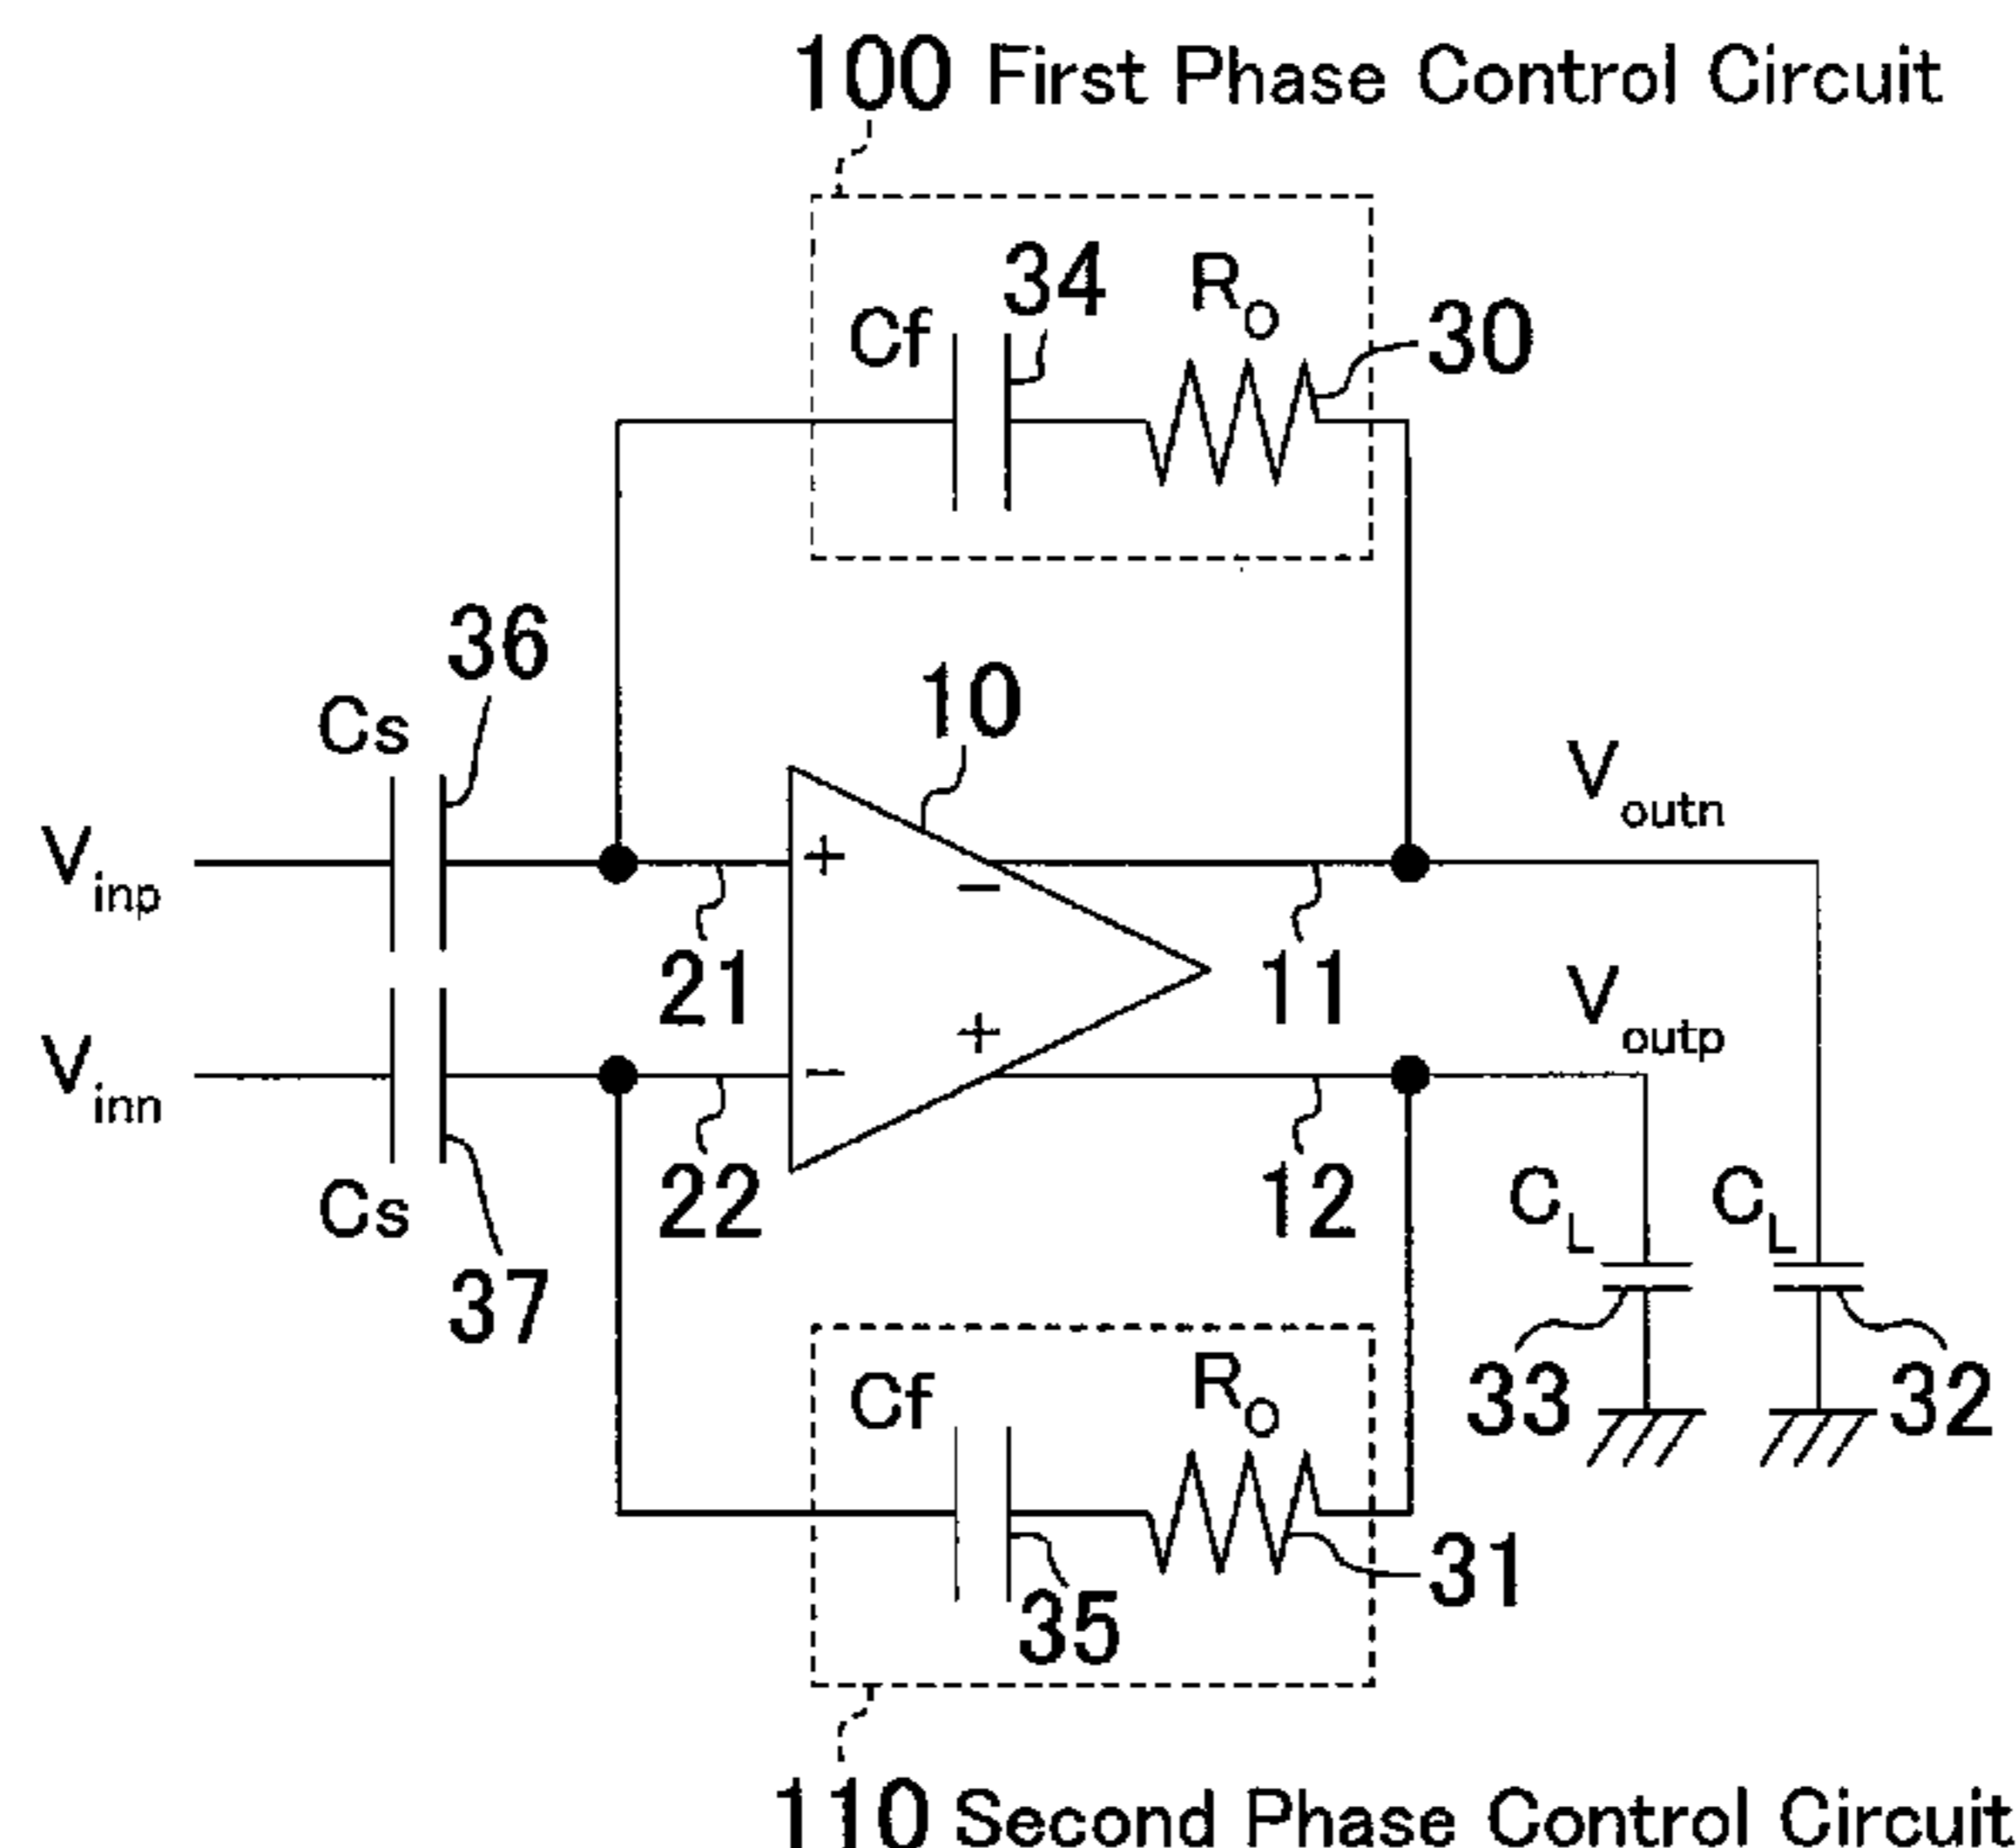 100 First Phase Control Circuit
34
RO
Cf
30
36
Cs
10
Voutn
Vinp
+
−
21
11
Voutp
Vinn
+
−
22
12
Cs
CL
CL
37
33
32
Cf
RO
31
35
110 Second Phase Control Circuit